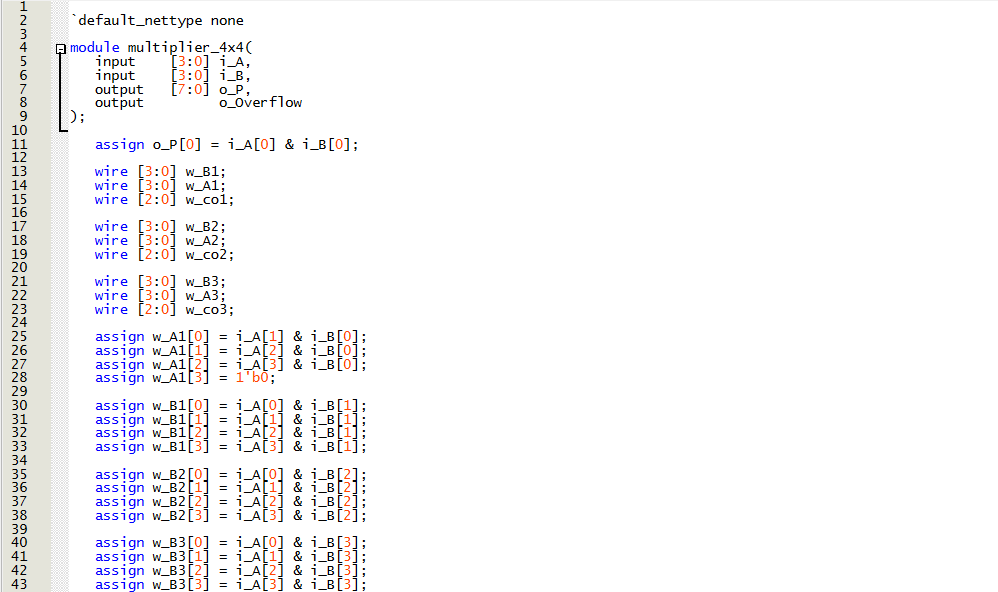 1
2 `default_nettype none
3
4 module multiplier_4x4(
5 input [3:0] i_A,
6 input [3:0] i_B,
7 output [7:0] o_P,
8 output o_Overflow
9 );
10
11 assign o_P[0] = i_A[0] & i_B[0];
12
13 wire [3:0] w_B1;
14 wire [3:0] w_A1;
15 wire [2:0] w_co1;
16
17 wire [3:0] w_B2;
18 wire [3:0] w_A2;
19 wire [2:0] w_co2;
20
21 wire [3:0] w_B3;
22 wire [3:0] w_A3;
23 wire [2:0] w_co3;
24
25 assign w_A1[0] = i_A[1] & i_B[0];
26 assign w_A1[1] = i_A[2] & i_B[0];
27 assign w_A1[2] = i_A[3] & i_B[0];
28 assign w_A1[3] = 1'b0;
29
30 assign w_B1[0] = i_A[0] & i_B[1];
31 assign w_B1[1] = i_A[1] & i_B[1];
32 assign w_B1[2] = i_A[2] & i_B[1];
33 assign w_B1[3] = i_A[3] & i_B[1];
34
35 assign w_B2[0] = i_A[0] & i_B[2];
36 assign w_B2[1] = i_A[1] & i_B[2];
37 assign w_B2[2] = i_A[2] & i_B[2];
38 assign w_B2[3] = i_A[3] & i_B[2];
39
40 assign w_B3[0] = i_A[0] & i_B[3];
41 assign w_B3[1] = i_A[1] & i_B[3];
42 assign w_B3[2] = i_A[2] & i_B[3];
43 assign w_B3[3] = i_A[3] & i_B[3];